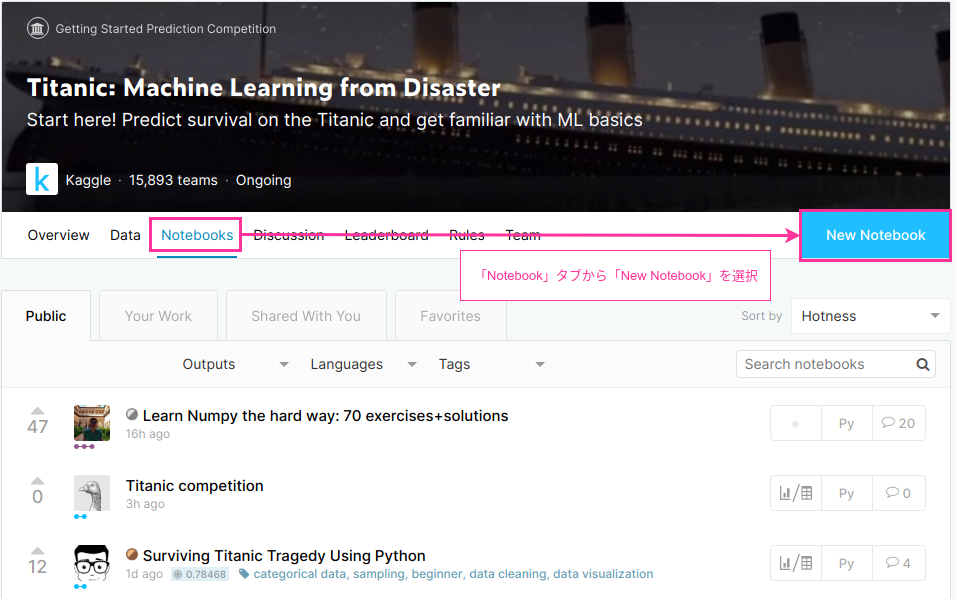 Getting Started Prediction Competition
Titanic: Machine Learning from Disaster
Start here! Predict survival on the Titanic and get familiar with ML basics
k Kaggle · 15,893 teams · Ongoing
Overview Data Notebooks Discussion Leaderboard Rules Team New Notebook
「Notebook」タブから「New Notebook」を選択
Public Your Work Shared With You Favorites Sort by Hotness
Outputs Languages Tags Search notebooks
47 Learn Numpy the hard way: 70 exercises+solutions Py 20
16h ago
0 Titanic competition Py 0
3h ago
12 Surviving Titanic Tragedy Using Python Py 4
1d ago 0.78468 categorical data, sampling, beginner, data cleaning, data visualization